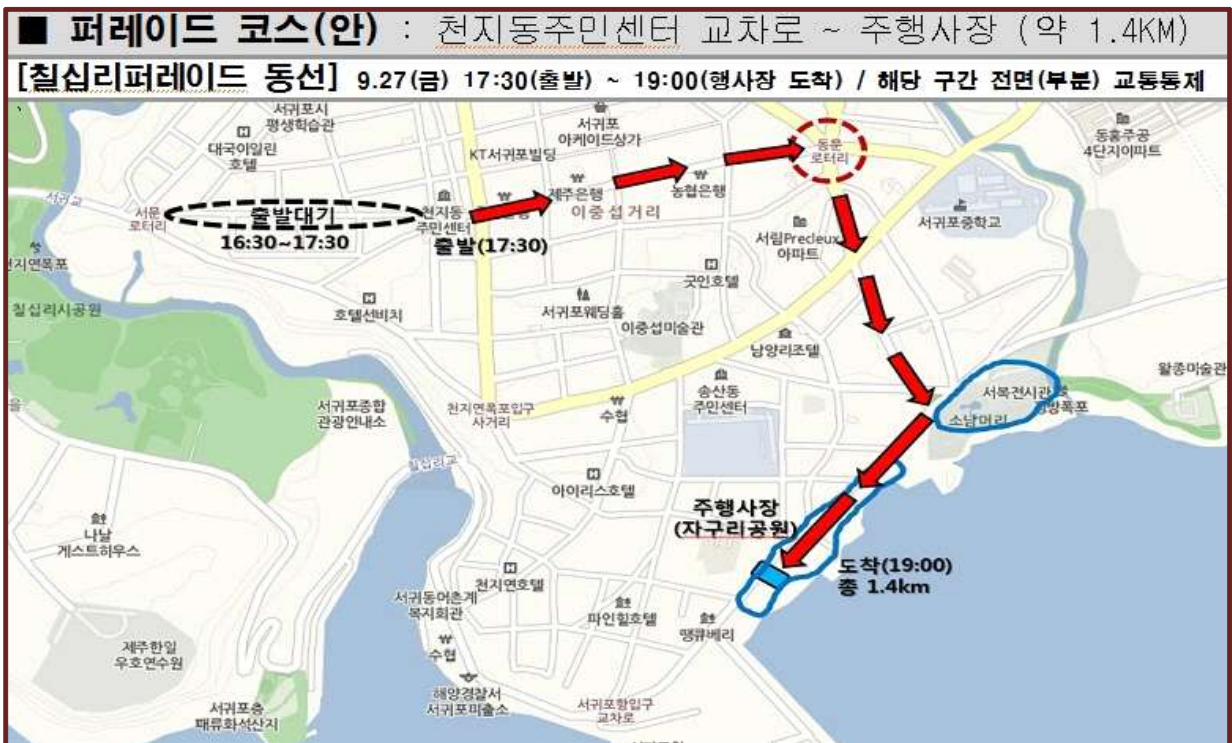 ■ 퍼레이드 코스(안) : 천지동주민센터 교차로 ~ 주행사장 (약 1.4KM)
[칠십리퍼레이드 동선] 9.27(금) 17:30(출발) ~ 19:00(행사장 도착) / 해당 구간 전면(부분) 교통통제
서귀포시
평생학습관
대국아일린
호텔
KT서귀포빌딩
서귀포
아케이드상가
동문
로터리
동홍주공
4단지아파트
서귀교
서문
로터리
출발대기
16:30~17:30
천지동
주민센터
출발(17:30)
제주은행
농협은행
이중섭거리
서림Precleux
아파트
서귀포중학교
천지연폭포
칠십리시공원
호텔선비치
굿인호텔
서귀포웨딩홀
이중섭미술관
남양리조텔
송산동
주민센터
서복전시관
소남머리
정방폭포
왈종미술관
서귀포종합
관광안내소
천지연폭포입구
사거리
수협
칠십리교
아이리스호텔
주행사장
(자구리공원)
도착(19:00)
총 1.4km
나날
게스트하우스
천지연호텔
서귀동어촌계
복지회관
파인힐호텔
땡큐베리
제주한일
우호연수원
수협
해양경찰서
서귀포파출소
서귀포항입구
교차로
서귀포층
패류화석산지